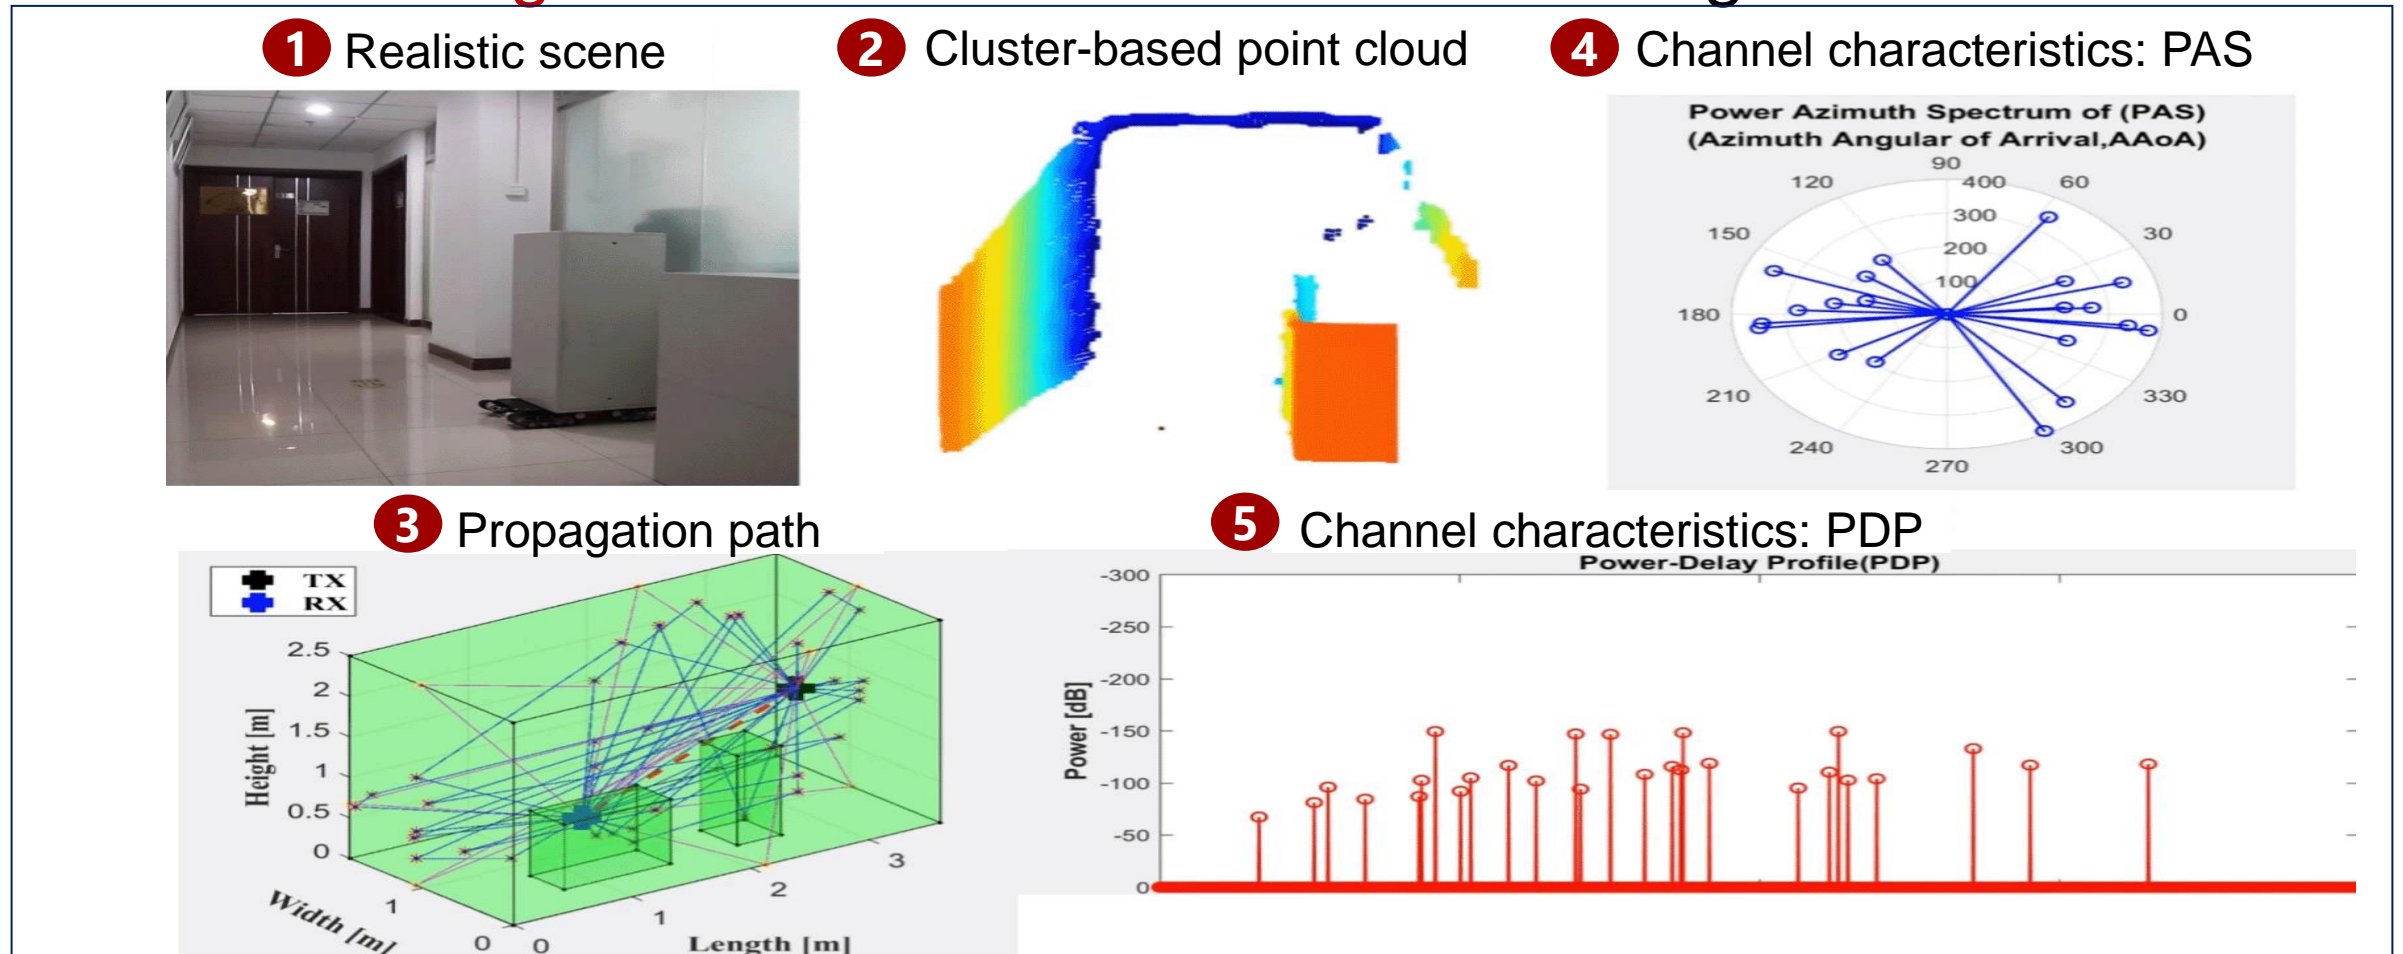 1 Realistic scene
2 Cluster-based point cloud
4 Channel characteristics: PAS
Power Azimuth Spectrum of (PAS)
(Azimuth Angular of Arrival,AAoA)
90
120
400
60
300
150
30
200
100
180
0
210
330
240
300
270
3 Propagation path
TX
RX
2.5
2
1.5
1
0.5
0
Height [m]
Width [m]
1
0
0
1
2
3
Length [m]
5 Channel characteristics: PDP
Power-Delay Profile(PDP)
-300
-250
-200
-150
-100
-50
0
Power [dB]